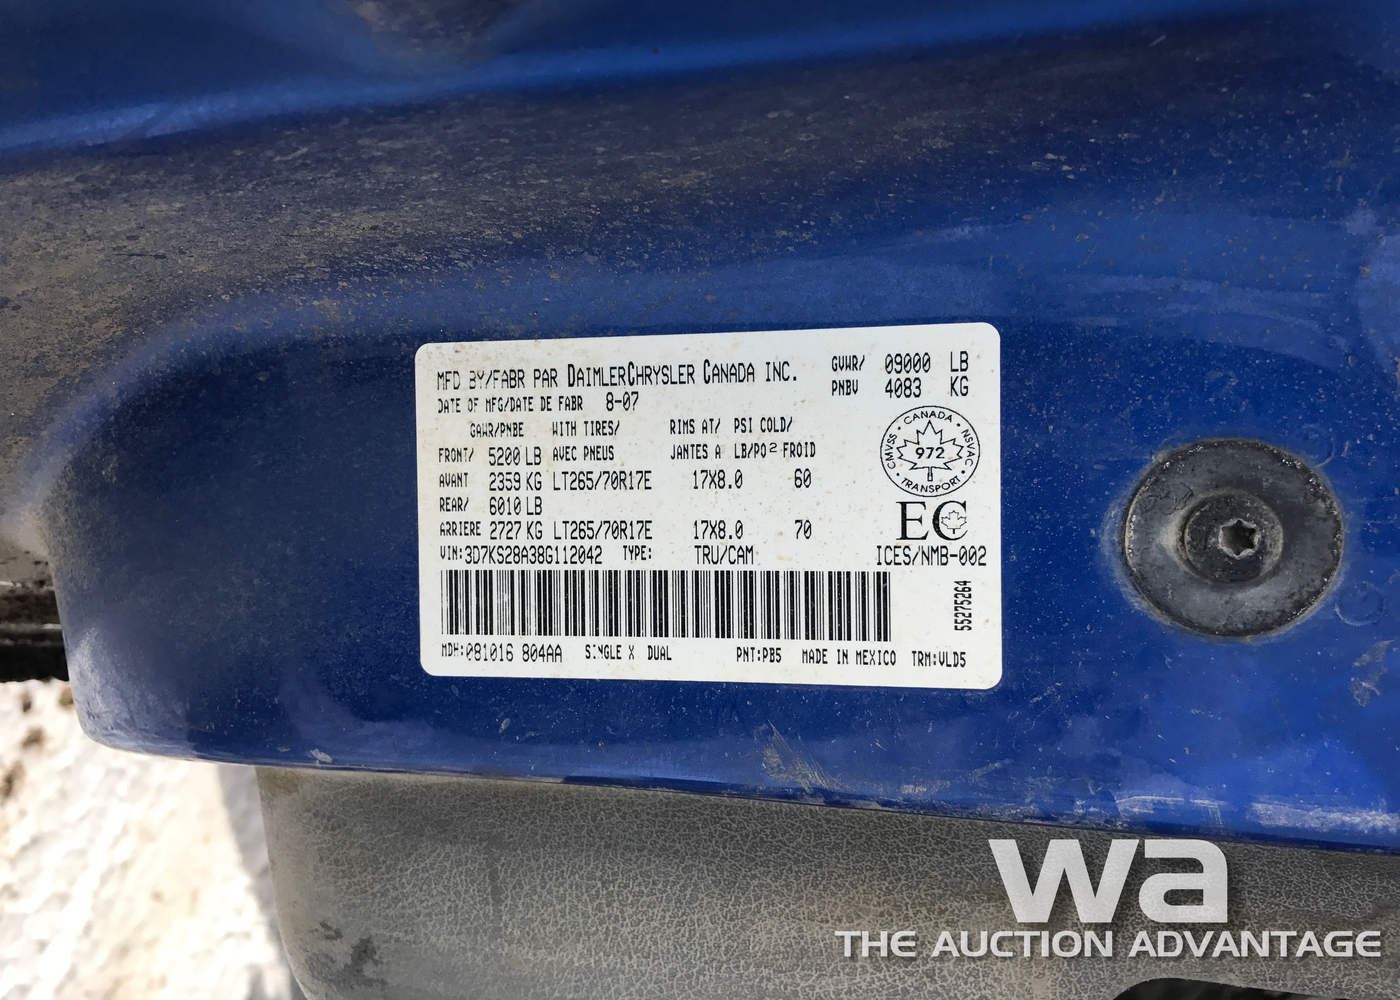 MFD BY/FABR PAR DAIMLERCHRYSLER CANADA INC. GVWR/ 09000 LB
DATE OF MFG/DATE DE FABR 8-07 PNBV 4083 KG
GAWR/PNBE WITH TIRES/ RIMS AT/ PSI COLD/
FRONT/ 5200 LB AVEC PNEUS JANTES A LB/PO² FROID
AVANT 2359 KG LT265/70R17E 17X8.0 60
REAR/ 6010 LB
ARRIERE 2727 KG LT265/70R17E 17X8.0 70
CANADA · NSVAC · TRANSPORT · CMVSS ·
972
EC
VIN:3D7KS28A38G112042 TYPE: TRU/CAM ICES/NMB-002
55275264
MDH:081016 804AA SINGLE X DUAL PNT:PB5 MADE IN MEXICO TRM:VLD5
wa
THE AUCTION ADVANTAGE